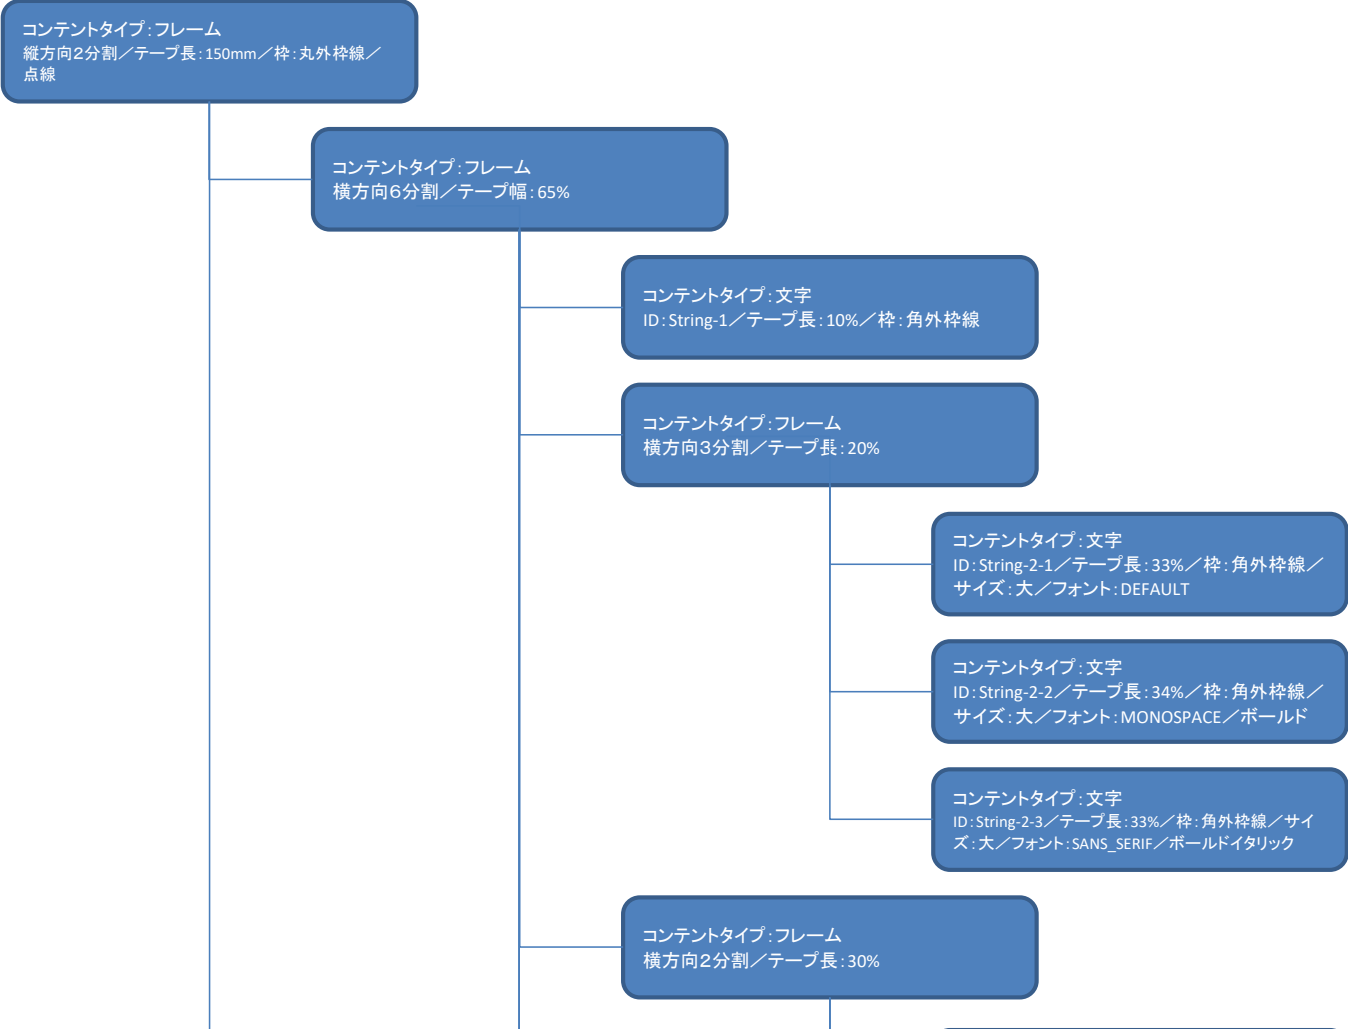 コンテントタイプ：フレーム
縦方向２分割／テープ長：150mm／枠：丸外枠線／
点線
コンテントタイプ：フレーム
横方向６分割／テープ幅：65%
コンテントタイプ：文字
ID：String-1／テープ長：10%／枠：角外枠線
コンテントタイプ：フレーム
横方向３分割／テープ長：20%
コンテントタイプ：文字
ID：String-2-1／テープ長：33%／枠：角外枠線／
サイズ：大／フォント：DEFAULT
コンテントタイプ：文字
ID：String-2-2／テープ長：34%／枠：角外枠線／
サイズ：大／フォント：MONOSPACE／ボールド
コンテントタイプ：文字
ID：String-2-3／テープ長：33%／枠：角外枠線／サイ
ズ：大／フォント：SANS_SERIF／ボールドイタリック
コンテントタイプ：フレーム
横方向２分割／テープ長：30%